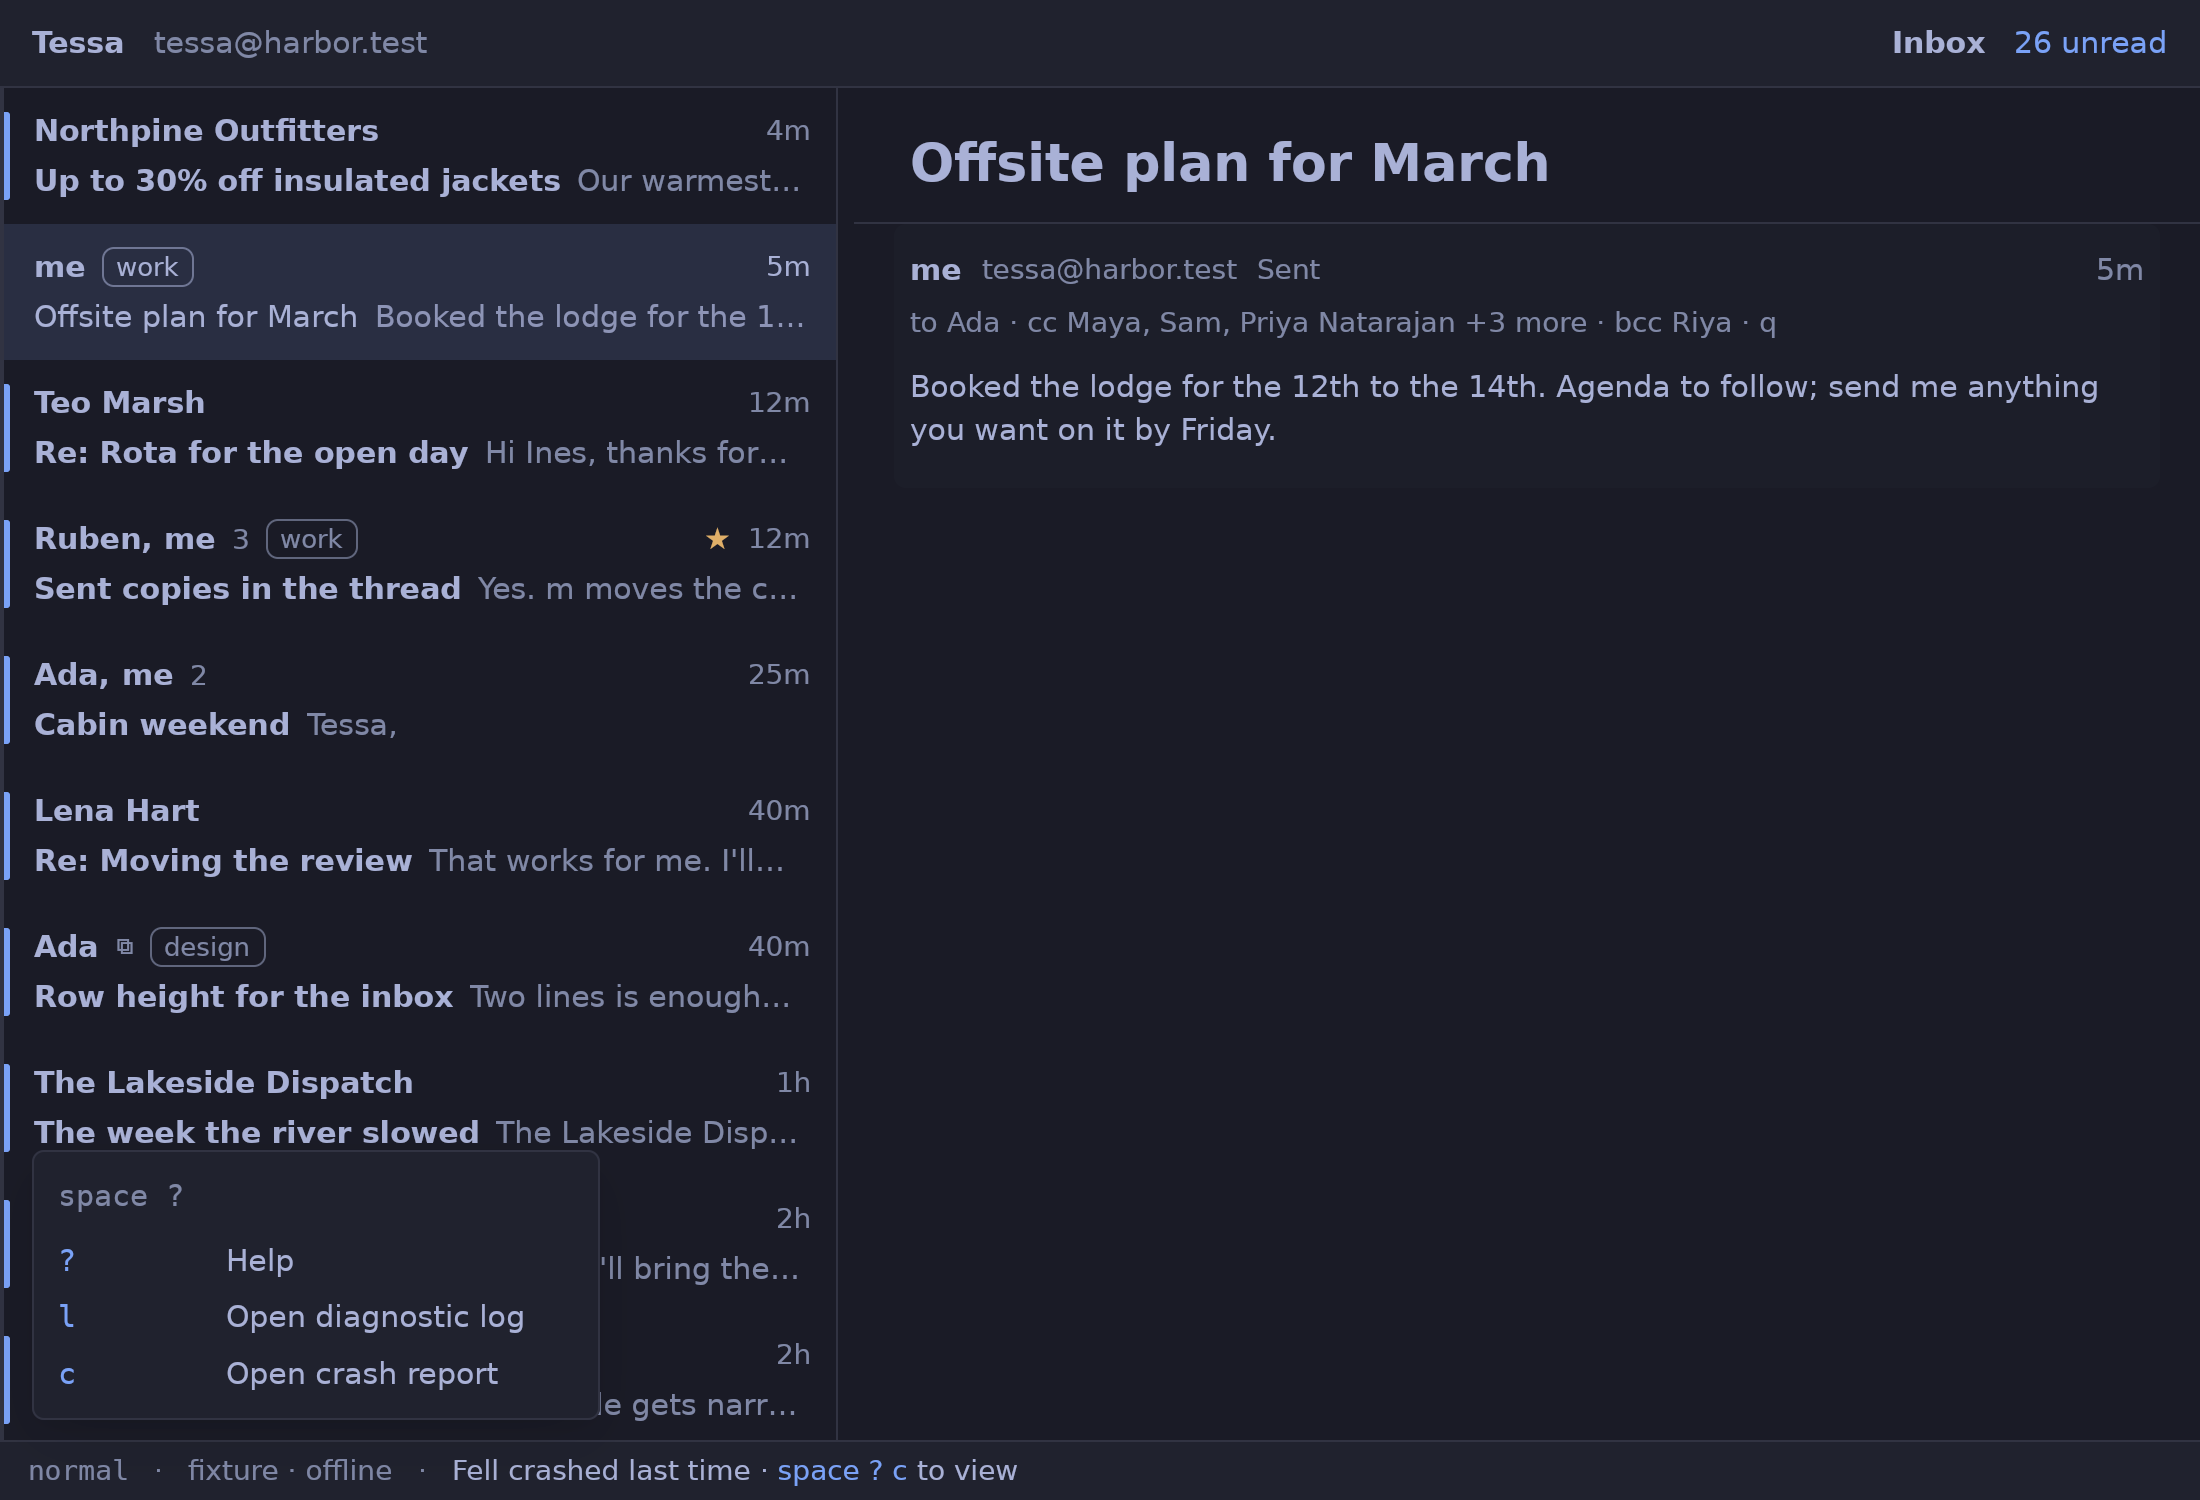 Tessa tessa@harbor.test
Inbox 26 unread
Northpine Outfitters 4m
Up to 30% off insulated jackets Our warmest…
me work 5m
Offsite plan for March Booked the lodge for the 1…
Teo Marsh 12m
Re: Rota for the open day Hi Ines, thanks for…
Ruben, me 3 work ★ 12m
Sent copies in the thread Yes. m moves the c…
Ada, me 2 25m
Cabin weekend Tessa,
Lena Hart 40m
Re: Moving the review That works for me. I'll…
Ada design 40m
Row height for the inbox Two lines is enough…
The Lakeside Dispatch 1h
The week the river slowed The Lakeside Disp…
2h
'll bring the…
2h
e gets narr…
space ?
? Help
l Open diagnostic log
c Open crash report
Offsite plan for March
me tessa@harbor.test Sent 5m
to Ada · cc Maya, Sam, Priya Natarajan +3 more · bcc Riya · q
Booked the lodge for the 12th to the 14th. Agenda to follow; send me anything
you want on it by Friday.
normal · fixture · offline · Fell crashed last time · space ? c to view